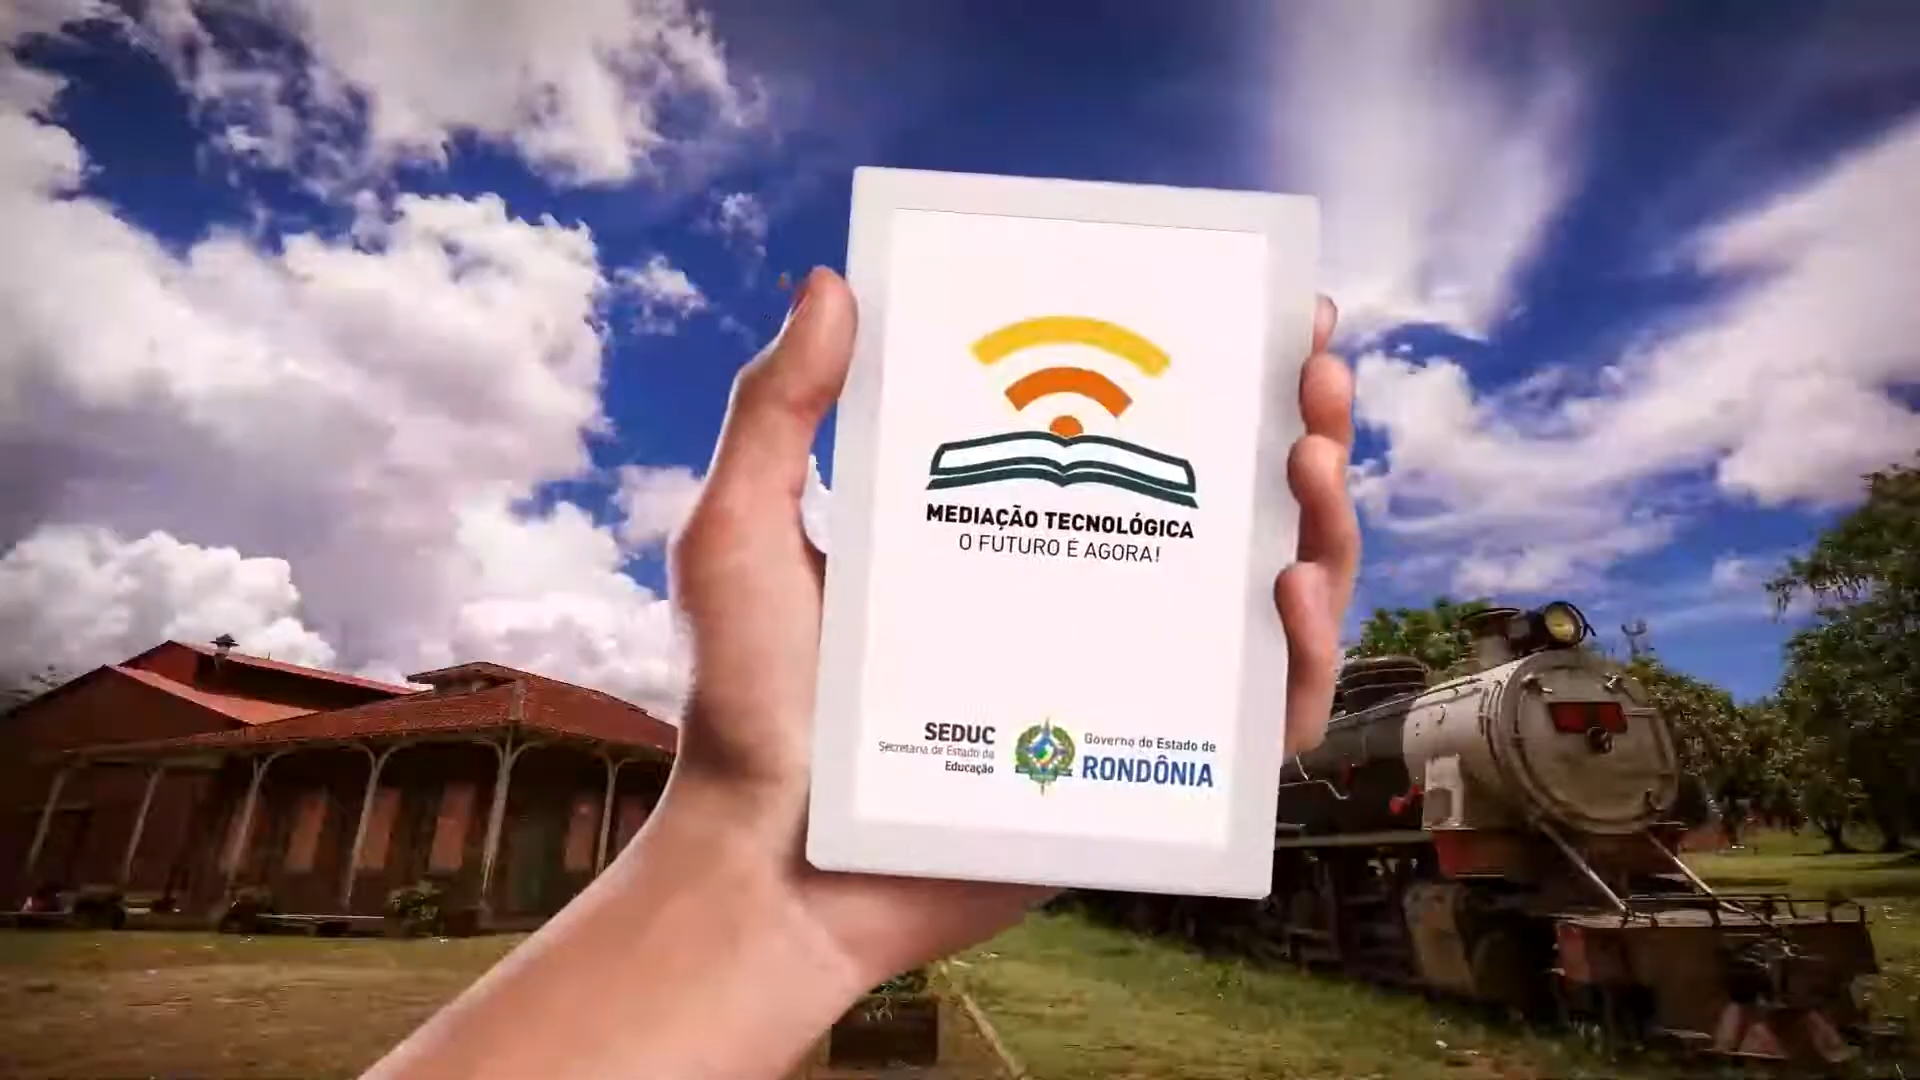 MEDIAÇÃO TECNOLÓGICA
O FUTURO É AGORA!
SEDUC
Secretaria de Estado da
Educação
Governo do Estado de
RONDÔNIA